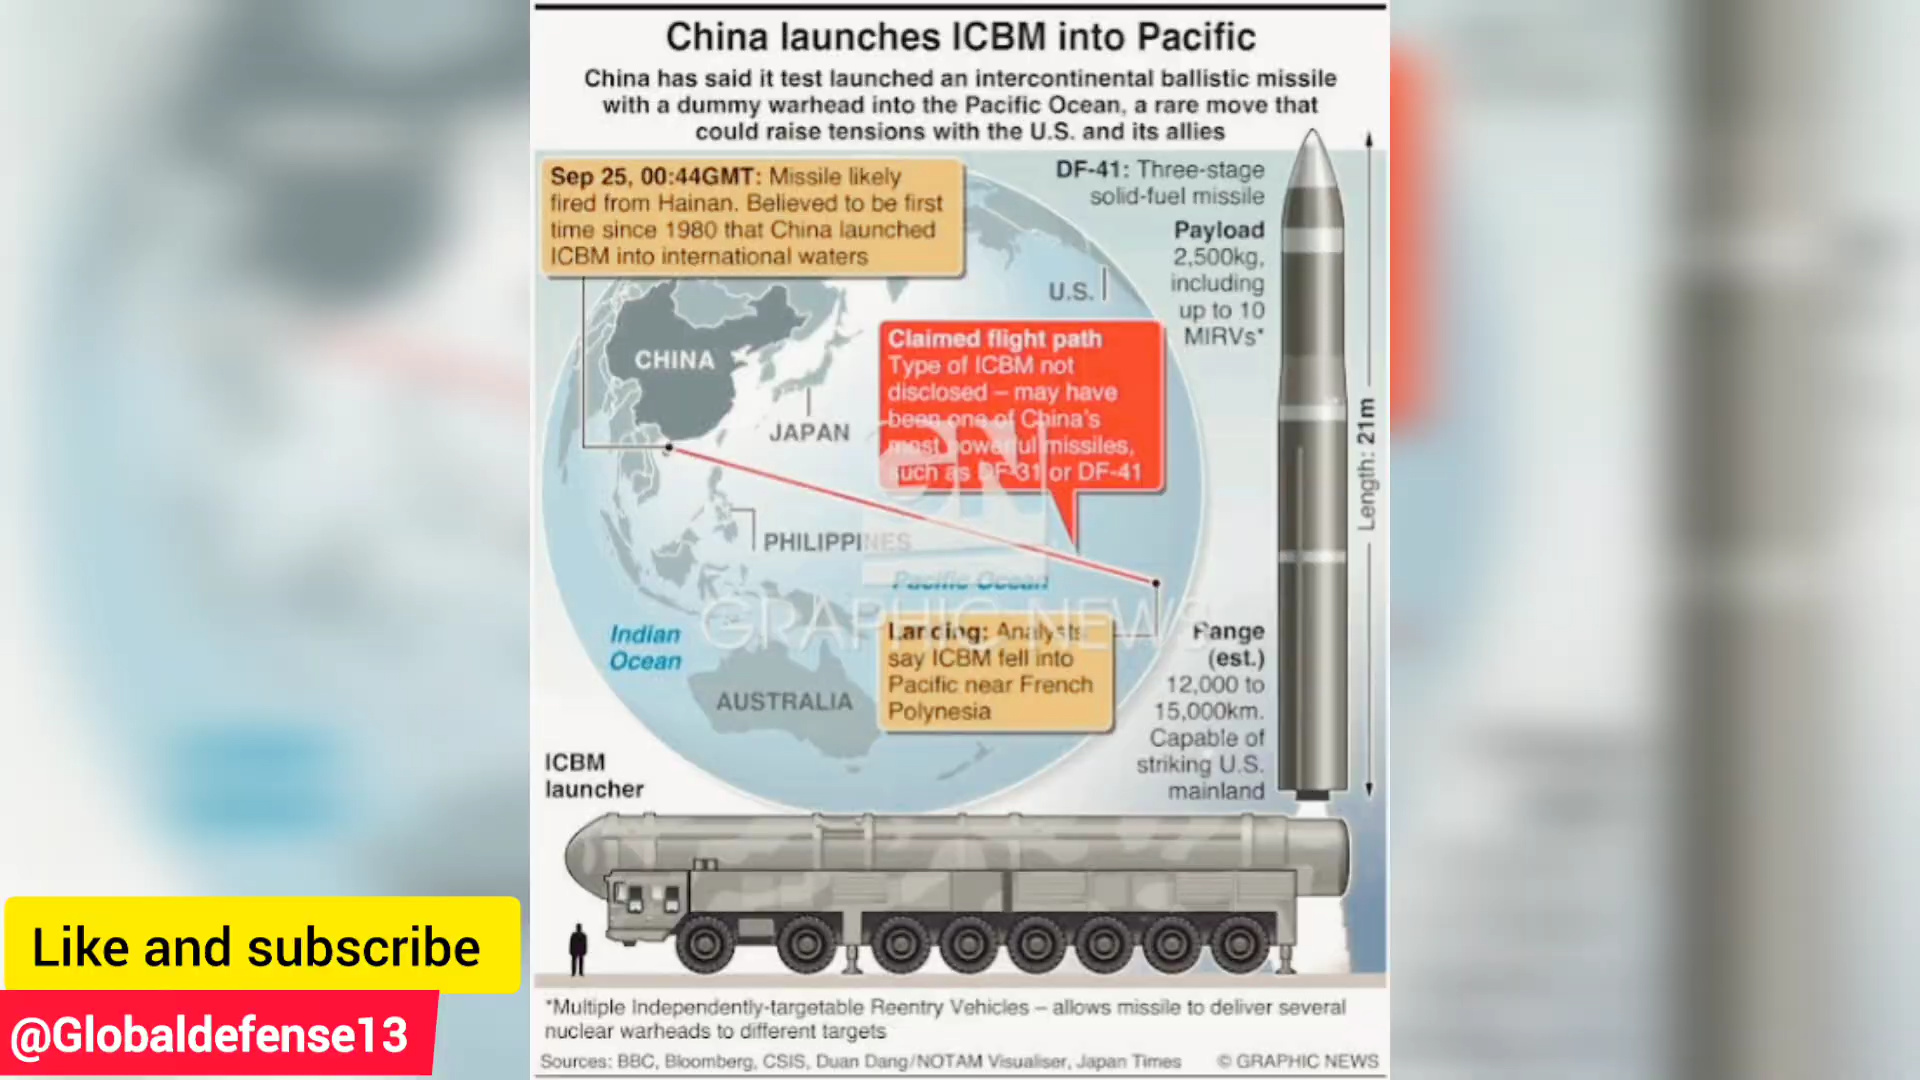 China launches ICBM into Pacific
China has said it test launched an intercontinental ballistic missile
with a dummy warhead into the Pacific Ocean, a rare move that
could raise tensions with the U.S. and its allies
Sep 25, 00:44GMT: Missile likely
fired from Hainan. Believed to be first
time since 1980 that China launched
ICBM into international waters
DF-41: Three-stage
solid-fuel missile
Payload
2,500kg,
including
up to 10
MIRVs*
U.S.
Claimed flight path
Type of ICBM not
disclosed – may have
been one of China's
most powerful missiles,
such as DF-31 or DF-41
CHINA
JAPAN
Length: 21m
PHILIPPINES
Pacific Ocean
GN
GRAPHIC NEWS
Indian
Ocean
AUSTRALIA
Landing: Analysts
say ICBM fell into
Pacific near French
Polynesia
Range
(est.)
12,000 to
15,000km.
Capable of
striking U.S.
mainland
ICBM
launcher
*Multiple Independently-targetable Reentry Vehicles – allows missile to deliver several
nuclear warheads to different targets
Sources: BBC, Bloomberg, CSIS, Duan Dang/NOTAM Visualiser, Japan Times
© GRAPHIC NEWS
Like and subscribe
@Globaldefense13